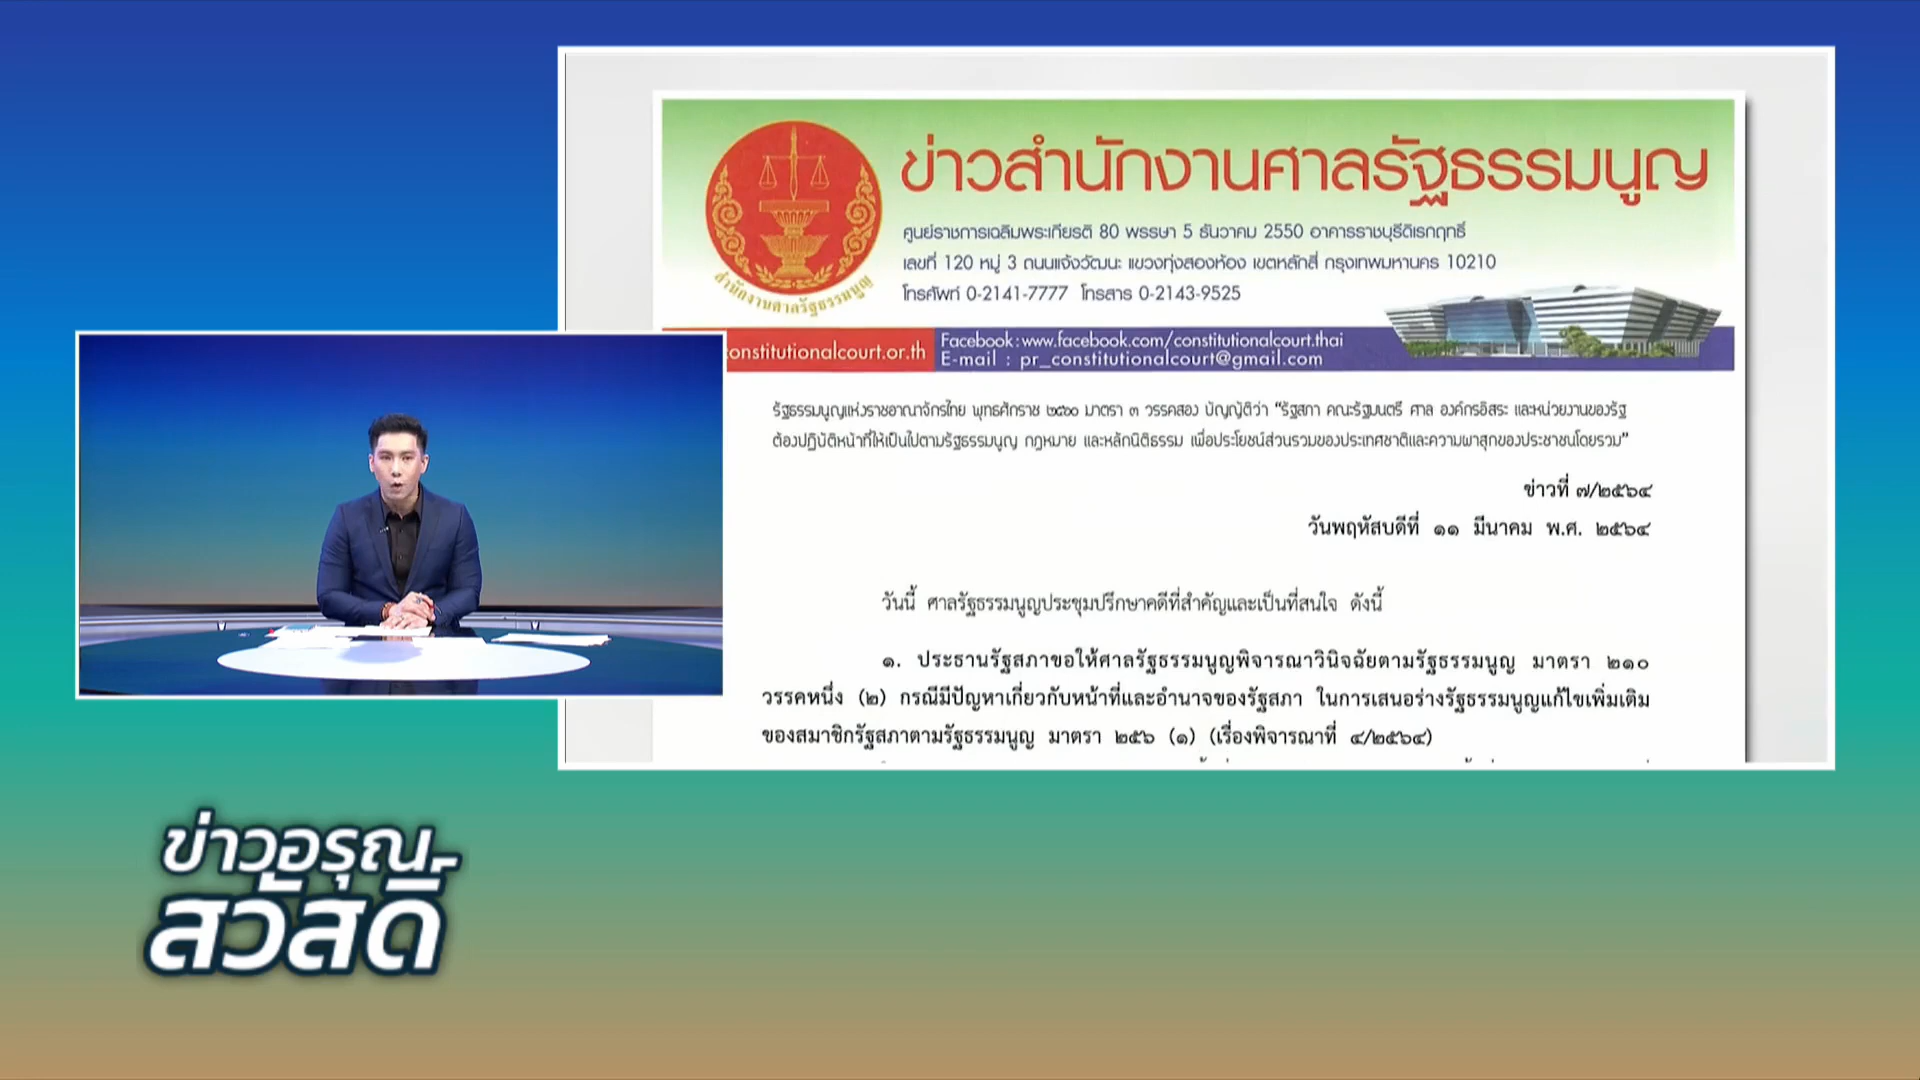 ข่าวสำนักงานศาลรัฐธรรมนูญ
ศูนย์ราชการเฉลิมพระเกียรติ 80 พรรษา 5 ธันวาคม 2550 อาคารราชบุรีดิเรกฤทธิ์
เลขที่ 120 หมู่ 3 ถนนแจ้งวัฒนะ แขวงทุ่งสองห้อง เขตหลักสี่ กรุงเทพมหานคร 10210
โทรศัพท์ 0-2141-7777 โทรสาร 0-2143-9525
สำนักงานศาลรัฐธรรมนูญ
onstitutionalcourt.or.th
Facebook : www.facebook.com/constitutionalcourt.thai
E-mail : pr_constitutionalcourt@gmail.com
รัฐธรรมนูญแห่งราชอาณาจักรไทย พุทธศักราช ๒๕๖๐ มาตรา ๓ วรรคสอง บัญญัติว่า “รัฐสภา คณะรัฐมนตรี ศาล องค์กรอิสระ และหน่วยงานของรัฐ
ต้องปฏิบัติหน้าที่ให้เป็นไปตามรัฐธรรมนูญ กฎหมาย และหลักนิติธรรม เพื่อประโยชน์ส่วนรวมของประเทศชาติและความผาสุกของประชาชนโดยรวม”
ข่าวที่ ๗/๒๕๖๔
วันพฤหัสบดีที่ ๑๑ มีนาคม พ.ศ. ๒๕๖๔
วันนี้ ศาลรัฐธรรมนูญประชุมปรึกษาคดีที่สำคัญและเป็นที่สนใจ ดังนี้
๑. ประธานรัฐสภาขอให้ศาลรัฐธรรมนูญพิจารณาวินิจฉัยตามรัฐธรรมนูญ มาตรา ๒๑๐
วรรคหนึ่ง (๒) กรณีมีปัญหาเกี่ยวกับหน้าที่และอำนาจของรัฐสภา ในการเสนอร่างรัฐธรรมนูญแก้ไขเพิ่มเติม
ของสมาชิกรัฐสภาตามรัฐธรรมนูญ มาตรา ๒๕๖ (๑) (เรื่องพิจารณาที่ ๔/๒๕๖๔)
ข่าวอรุณ
สวัสดิ์